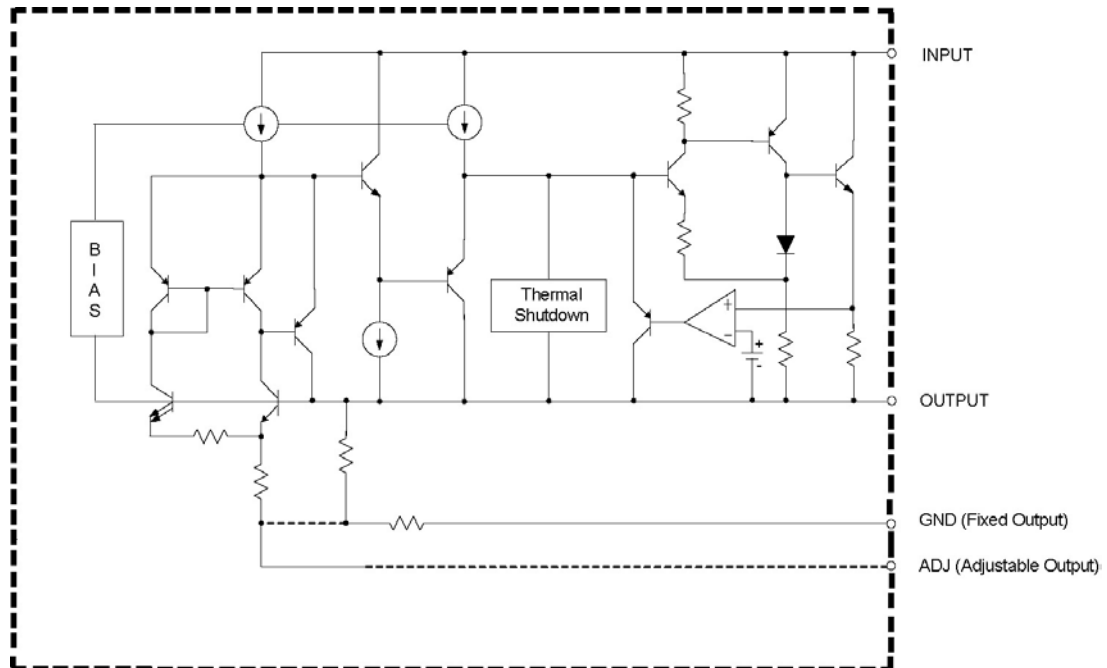 INPUT
B
I
A
S
Thermal
Shutdown
+
−
+
-
OUTPUT
GND (Fixed Output)
ADJ (Adjustable Output)